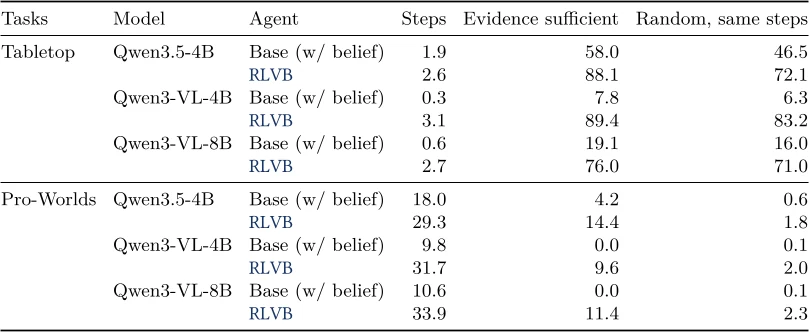 Tasks Model Agent Steps Evidence sufficient Random, same steps
Tabletop Qwen3.5-4B Base (w/ belief) 1.9 58.0 46.5
RLVB 2.6 88.1 72.1
Qwen3-VL-4B Base (w/ belief) 0.3 7.8 6.3
RLVB 3.1 89.4 83.2
Qwen3-VL-8B Base (w/ belief) 0.6 19.1 16.0
RLVB 2.7 76.0 71.0
Pro-Worlds Qwen3.5-4B Base (w/ belief) 18.0 4.2 0.6
RLVB 29.3 14.4 1.8
Qwen3-VL-4B Base (w/ belief) 9.8 0.0 0.1
RLVB 31.7 9.6 2.0
Qwen3-VL-8B Base (w/ belief) 10.6 0.0 0.1
RLVB 33.9 11.4 2.3